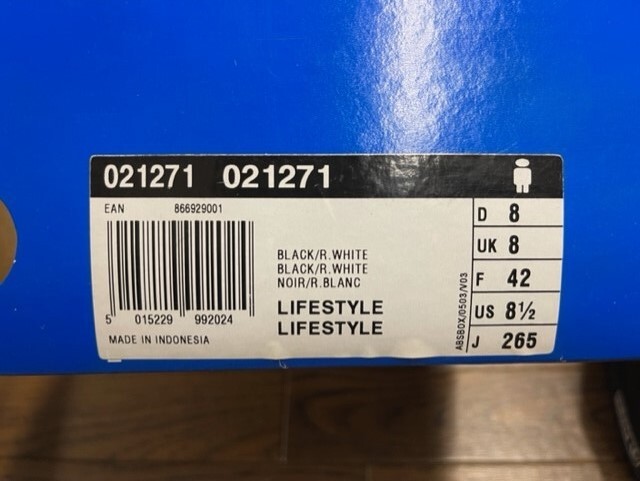 021271 021271
EAN 866929001
5 015229 992024
MADE IN INDONESIA
BLACK/R.WHITE
BLACK/R.WHITE
NOIR/R.BLANC
LIFESTYLE
LIFESTYLE
ABSBOX/0503/V03
D 8
UK 8
F 42
US 8½
J 265